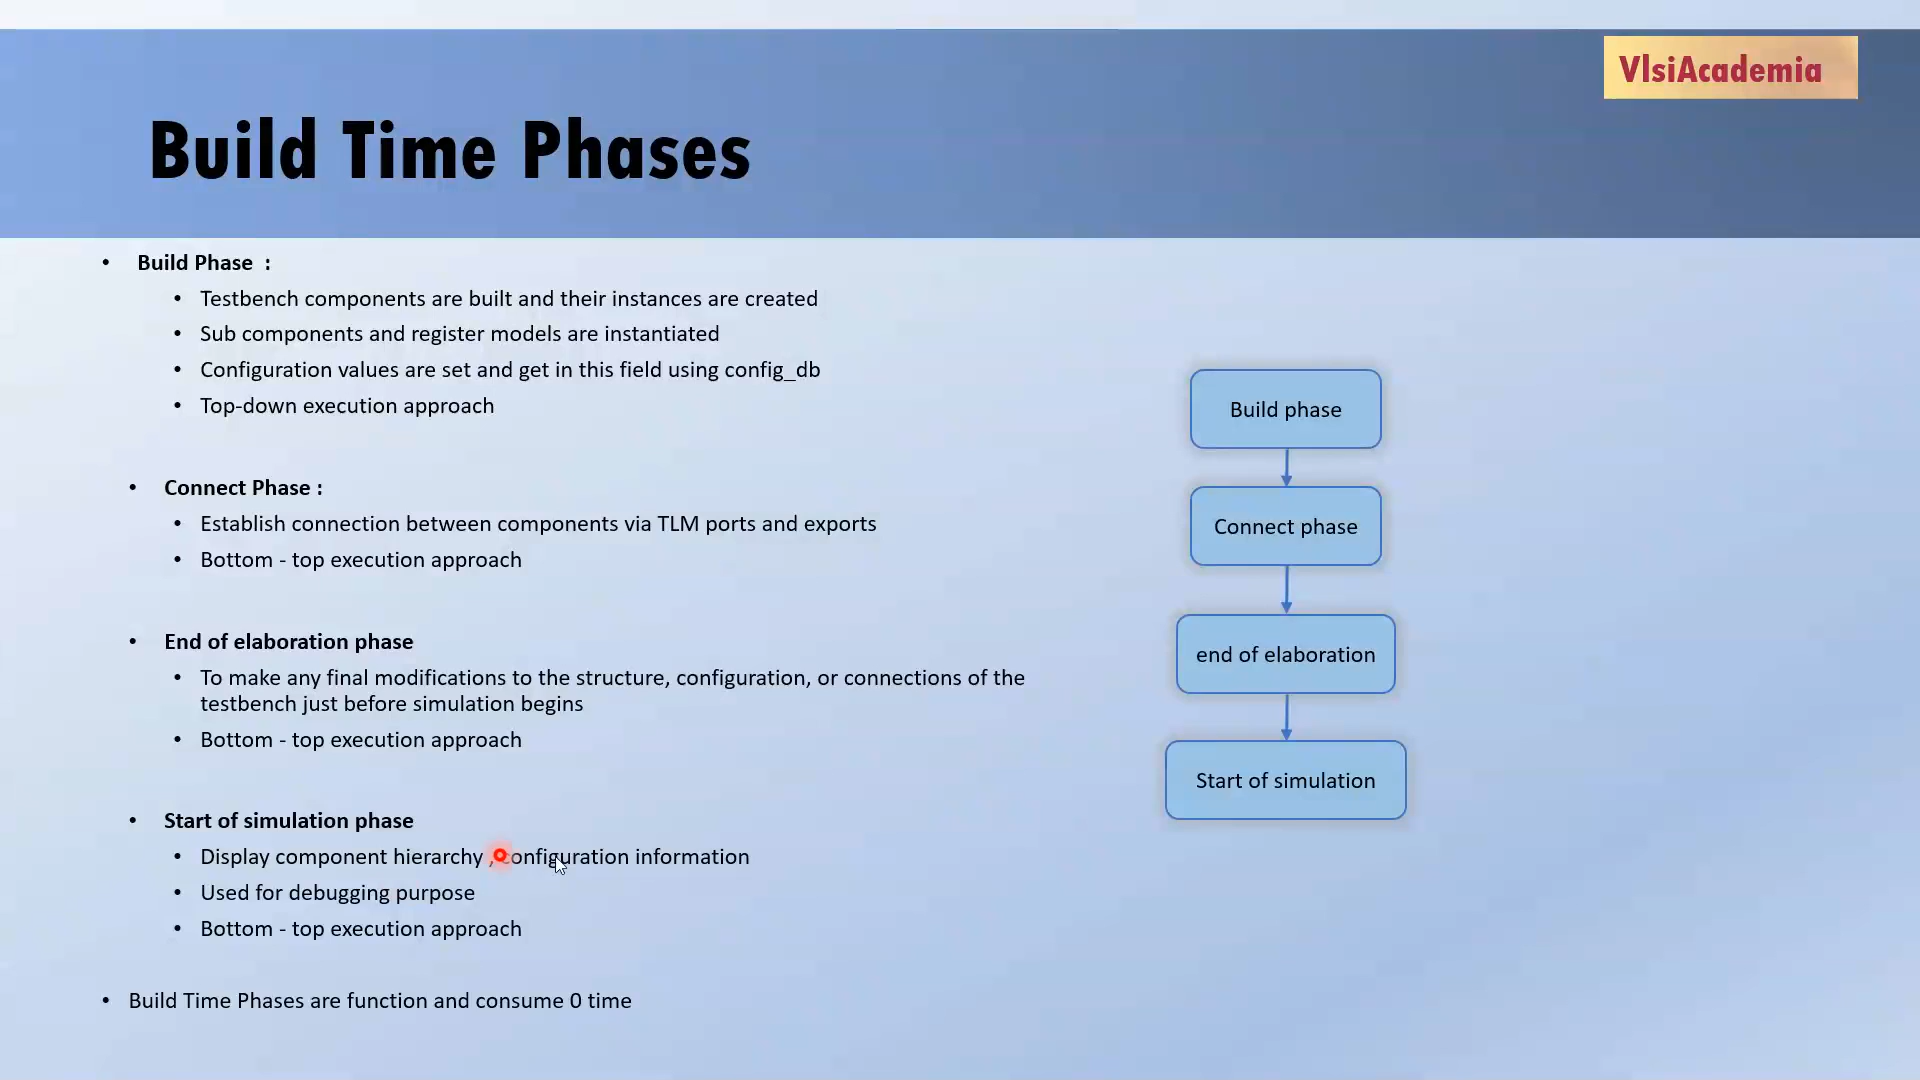 VlsiAcademia
Build Time Phases
• Build Phase :
• Testbench components are built and their instances are created
• Sub components and register models are instantiated
• Configuration values are set and get in this field using config_db
• Top-down execution approach
• Connect Phase :
• Establish connection between components via TLM ports and exports
• Bottom - top execution approach
• End of elaboration phase
• To make any final modifications to the structure, configuration, or connections of the
testbench just before simulation begins
• Bottom - top execution approach
• Start of simulation phase
• Display component hierarchy , configuration information
• Used for debugging purpose
• Bottom - top execution approach
• Build Time Phases are function and consume 0 time
Build phase
Connect phase
end of elaboration
Start of simulation